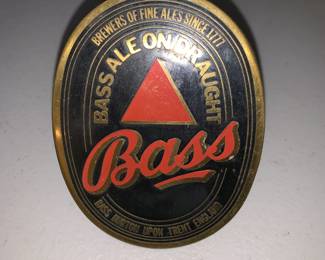 BREWERS OF FINE ALES SINCE 1777
BASS ALE ON DRAUGHT
Bass
BASS BURTON UPON TRENT ENGLAND